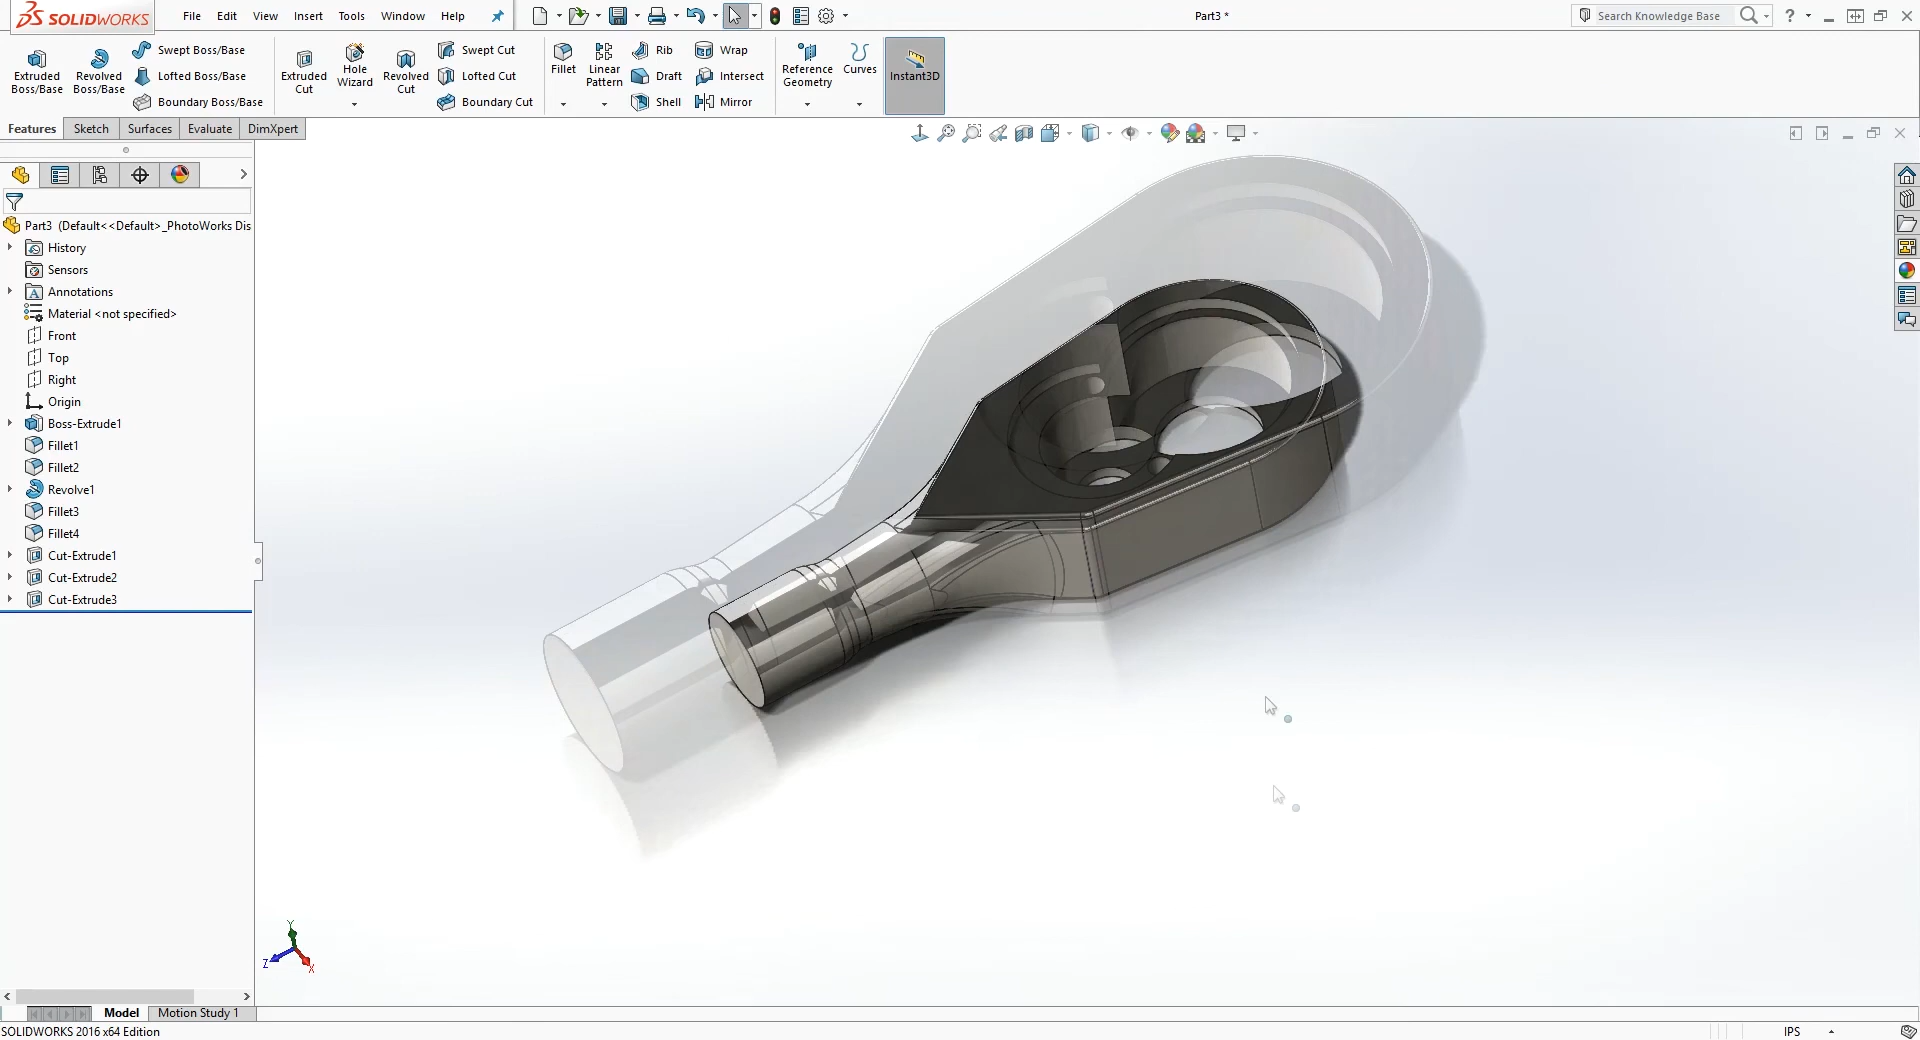 SOLIDWORKS
File Edit View Insert Tools Window Help
Part3 *
Search Knowledge Base
?
Extruded Boss/Base
Revolved Boss/Base
Swept Boss/Base
Lofted Boss/Base
Boundary Boss/Base
Extruded Cut
Hole Wizard
Revolved Cut
Swept Cut
Lofted Cut
Boundary Cut
Fillet
Linear Pattern
Rib
Draft
Shell
Wrap
Intersect
Mirror
Reference Geometry
Curves
Instant3D
Features Sketch Surfaces Evaluate DimXpert
Part3 (Default<<Default>_PhotoWorks Dis
History
Sensors
Annotations
Material <not specified>
Front
Top
Right
Origin
Boss-Extrude1
Fillet1
Fillet2
Revolve1
Fillet3
Fillet4
Cut-Extrude1
Cut-Extrude2
Cut-Extrude3
Y
Z
X
Model Motion Study 1
SOLIDWORKS 2016 x64 Edition
IPS